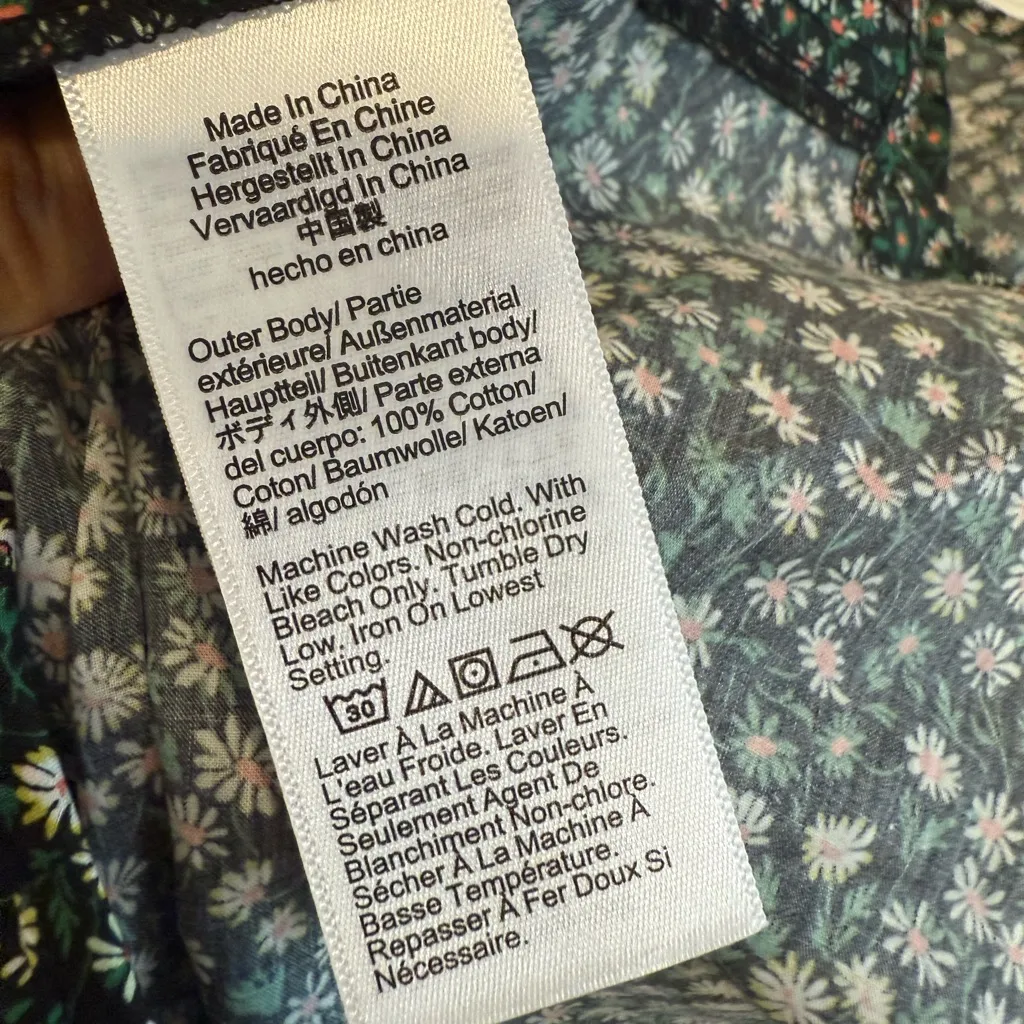 Made In China
Fabriqué En Chine
Hergestellt In China
Vervaardigd In China
中国製
hecho en china
Outer Body/ Partie
extérieure/ Außenmaterial
Hauptteil/ Buitenkant body/
ボディ外側/ Parte externa
del cuerpo: 100% Cotton/
Coton/ Baumwolle/ Katoen/
綿/ algodón
Machine Wash Cold. With
Like Colors. Non-chlorine
Bleach Only. Tumble Dry
Low. Iron On Lowest
Setting.
30
Laver À La Machine À
L'eau Froide. Laver En
Séparant Les Couleurs.
Seulement Agent De
Blanchiment Non-chlore.
Sécher À La Machine À
Basse Température.
Repasser À Fer Doux Si
Nécessaire.